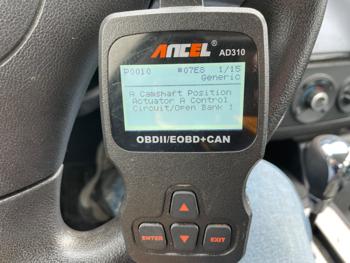 ANCEL
AD310
P0010 #07E8 1/15
Generic
A Camshaft Position
Actuator A Control
Circuit/Open Bank 1
OBDII/EOBD+CAN
ENTER
EXIT